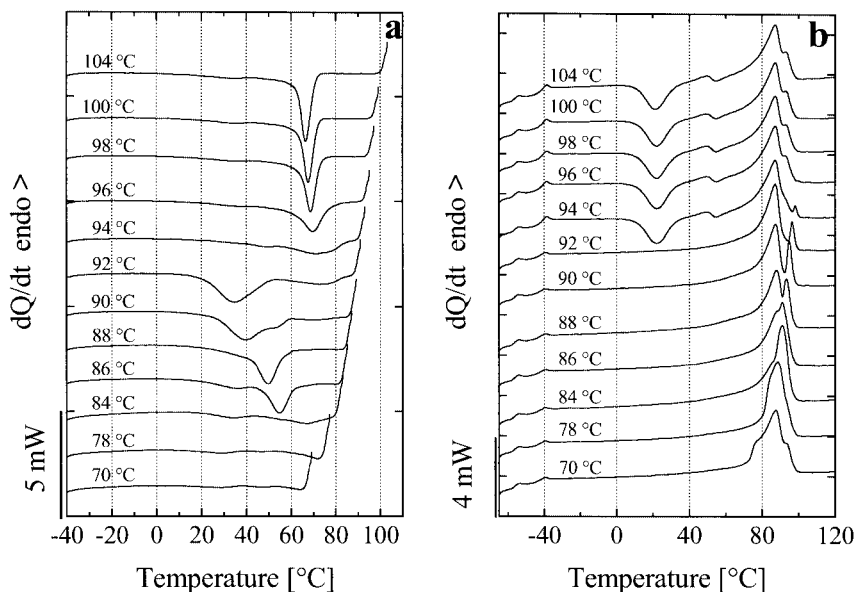 a
104 °C
100 °C
98 °C
96 °C
94 °C
92 °C
90 °C
88 °C
86 °C
84 °C
78 °C
70 °C
dQ/dt endo >
5 mW
-40 -20 0 20 40 60 80 100
Temperature [°C]
b
104 °C
100 °C
98 °C
96 °C
94 °C
92 °C
90 °C
88 °C
86 °C
84 °C
78 °C
70 °C
dQ/dt endo >
4 mW
-40 0 40 80 120
Temperature [°C]